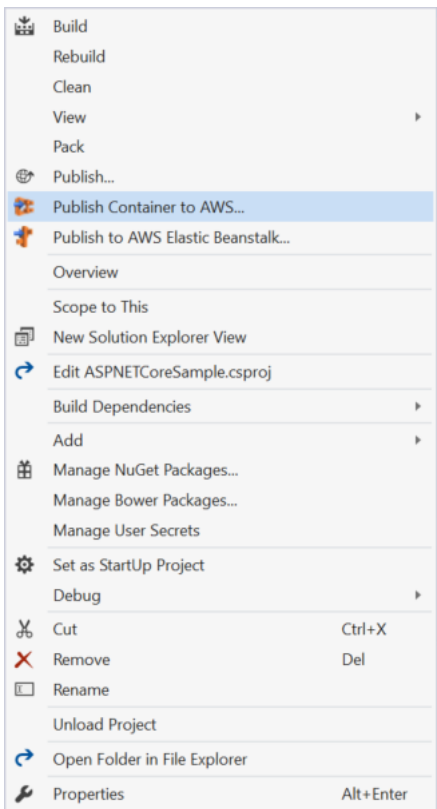 Build
Rebuild
Clean
View
Pack
Publish...
Publish Container to AWS...
Publish to AWS Elastic Beanstalk...
Overview
Scope to This
New Solution Explorer View
Edit ASPNETCoreSample.csproj
Build Dependencies
Add
Manage NuGet Packages...
Manage Bower Packages...
Manage User Secrets
Set as StartUp Project
Debug
Cut Ctrl+X
Remove Del
Rename
Unload Project
Open Folder in File Explorer
Properties Alt+Enter